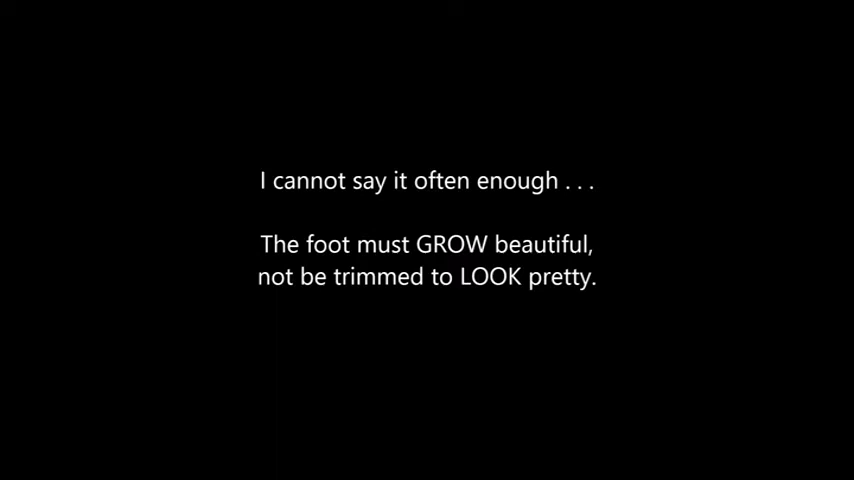 I cannot say it often enough . . .
The foot must GROW beautiful,
not be trimmed to LOOK pretty.